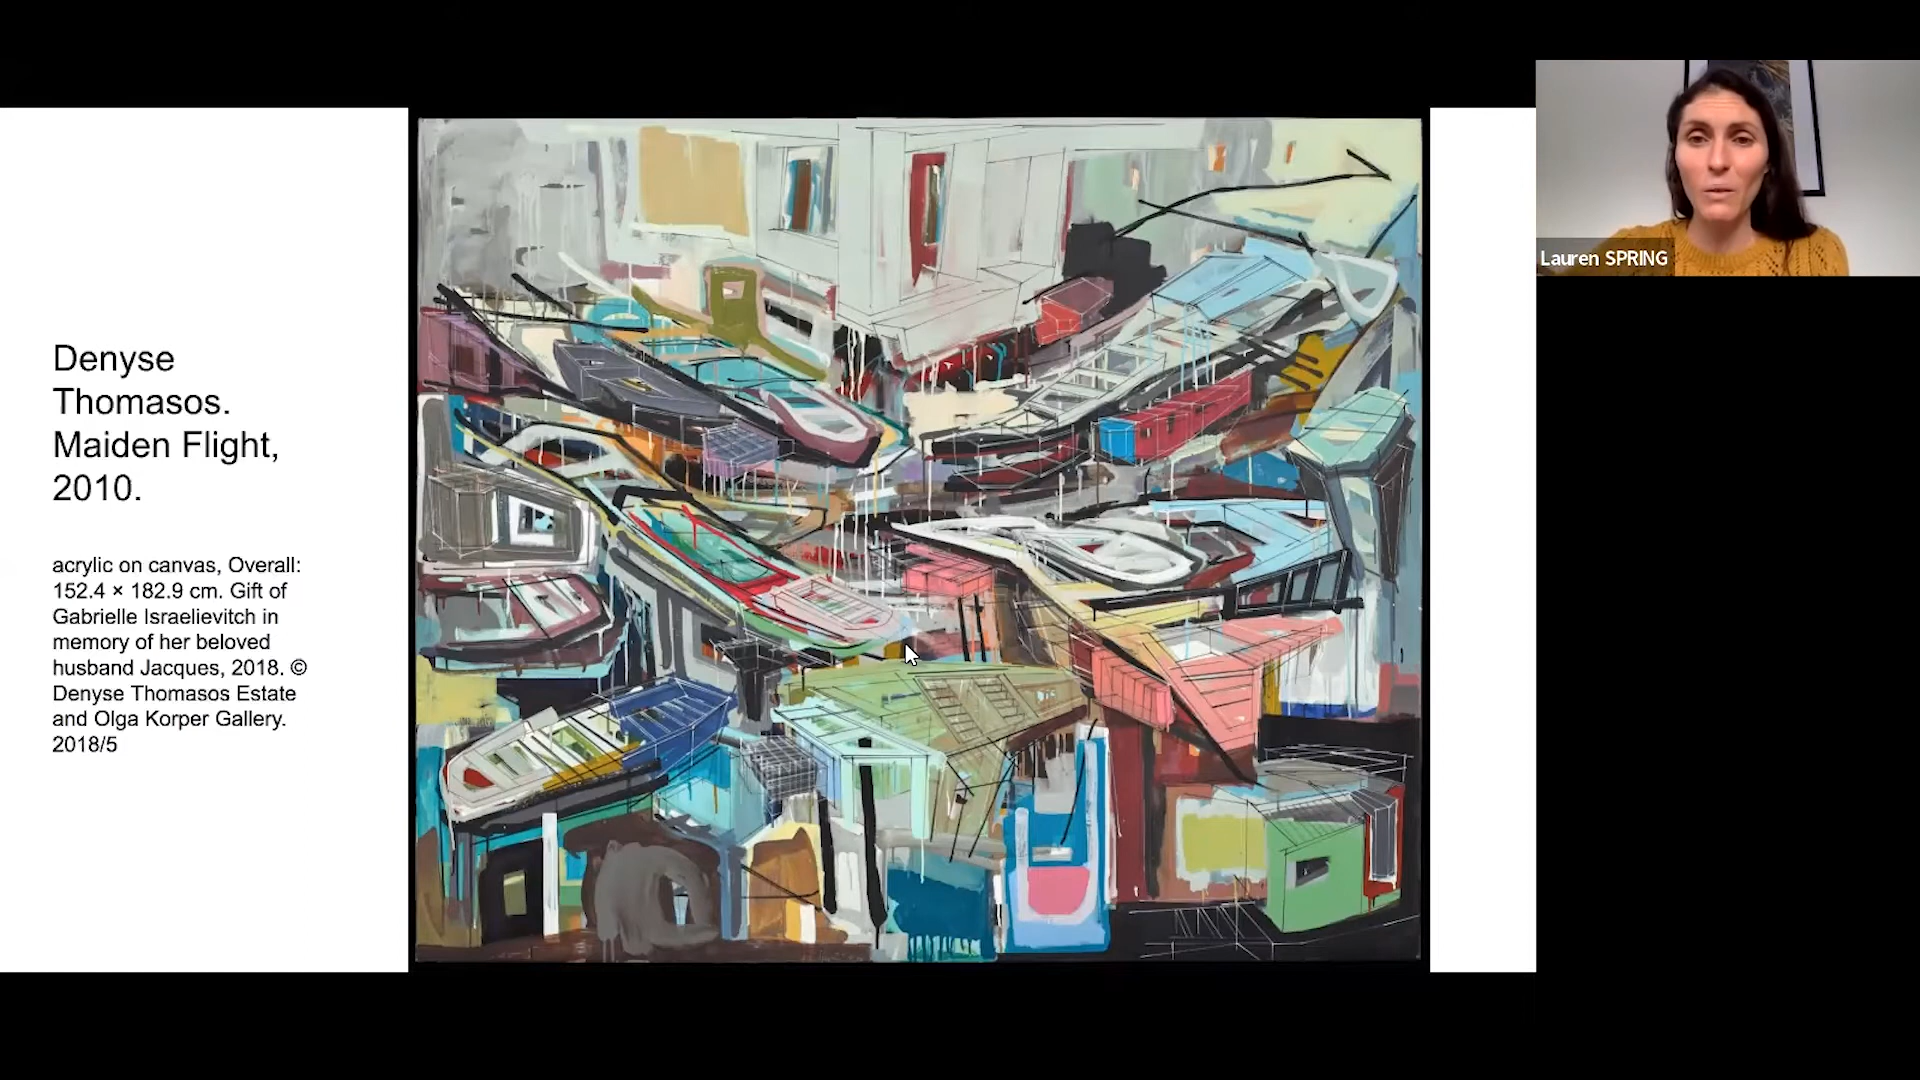 Denyse
Thomasos.
Maiden Flight,
2010.
acrylic on canvas, Overall:
152.4 × 182.9 cm. Gift of
Gabrielle Israelievitch in
memory of her beloved
husband Jacques, 2018. ©
Denyse Thomasos Estate
and Olga Korper Gallery.
2018/5
Lauren SPRING